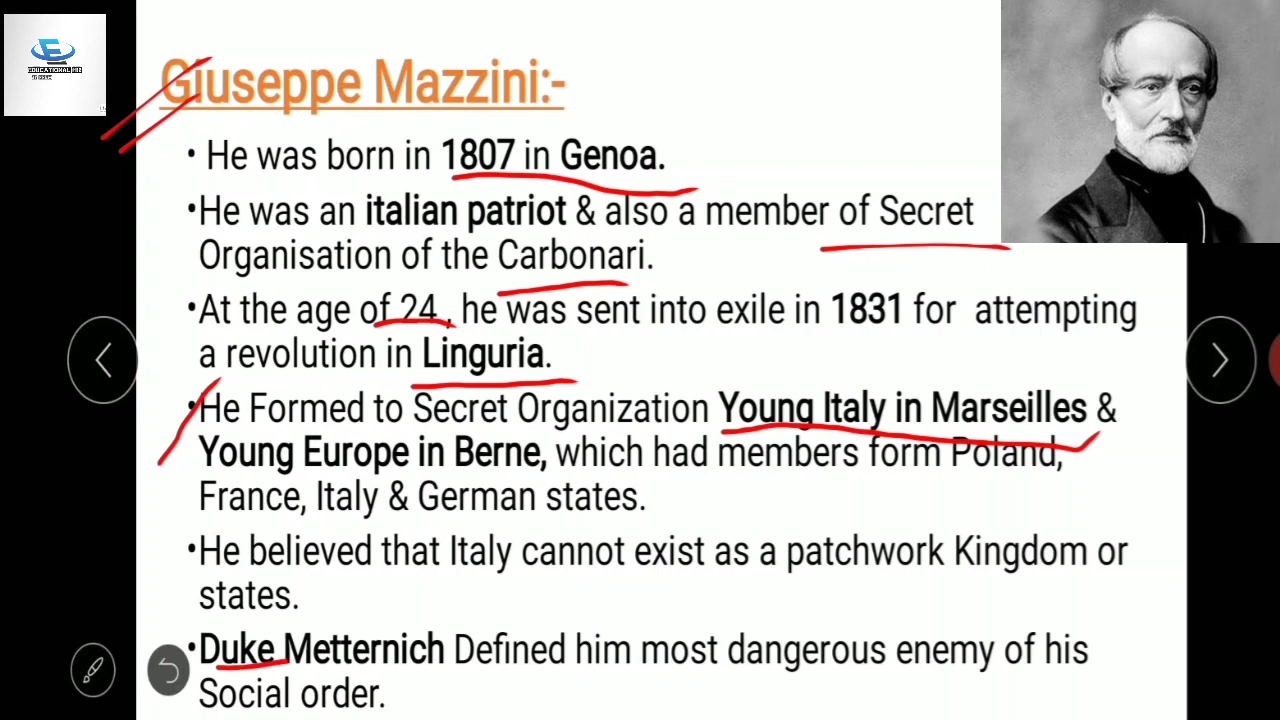 EDUCATIONAL
Giuseppe Mazzini:-
• He was born in 1807 in Genoa.
•He was an italian patriot & also a member of Secret
Organisation of the Carbonari.
•At the age of 24 , he was sent into exile in 1831 for attempting
a revolution in Linguria.
•He Formed to Secret Organization Young Italy in Marseilles &
Young Europe in Berne, which had members form Poland,
France, Italy & German states.
•He believed that Italy cannot exist as a patchwork Kingdom or
states.
•Duke Metternich Defined him most dangerous enemy of his
Social order.